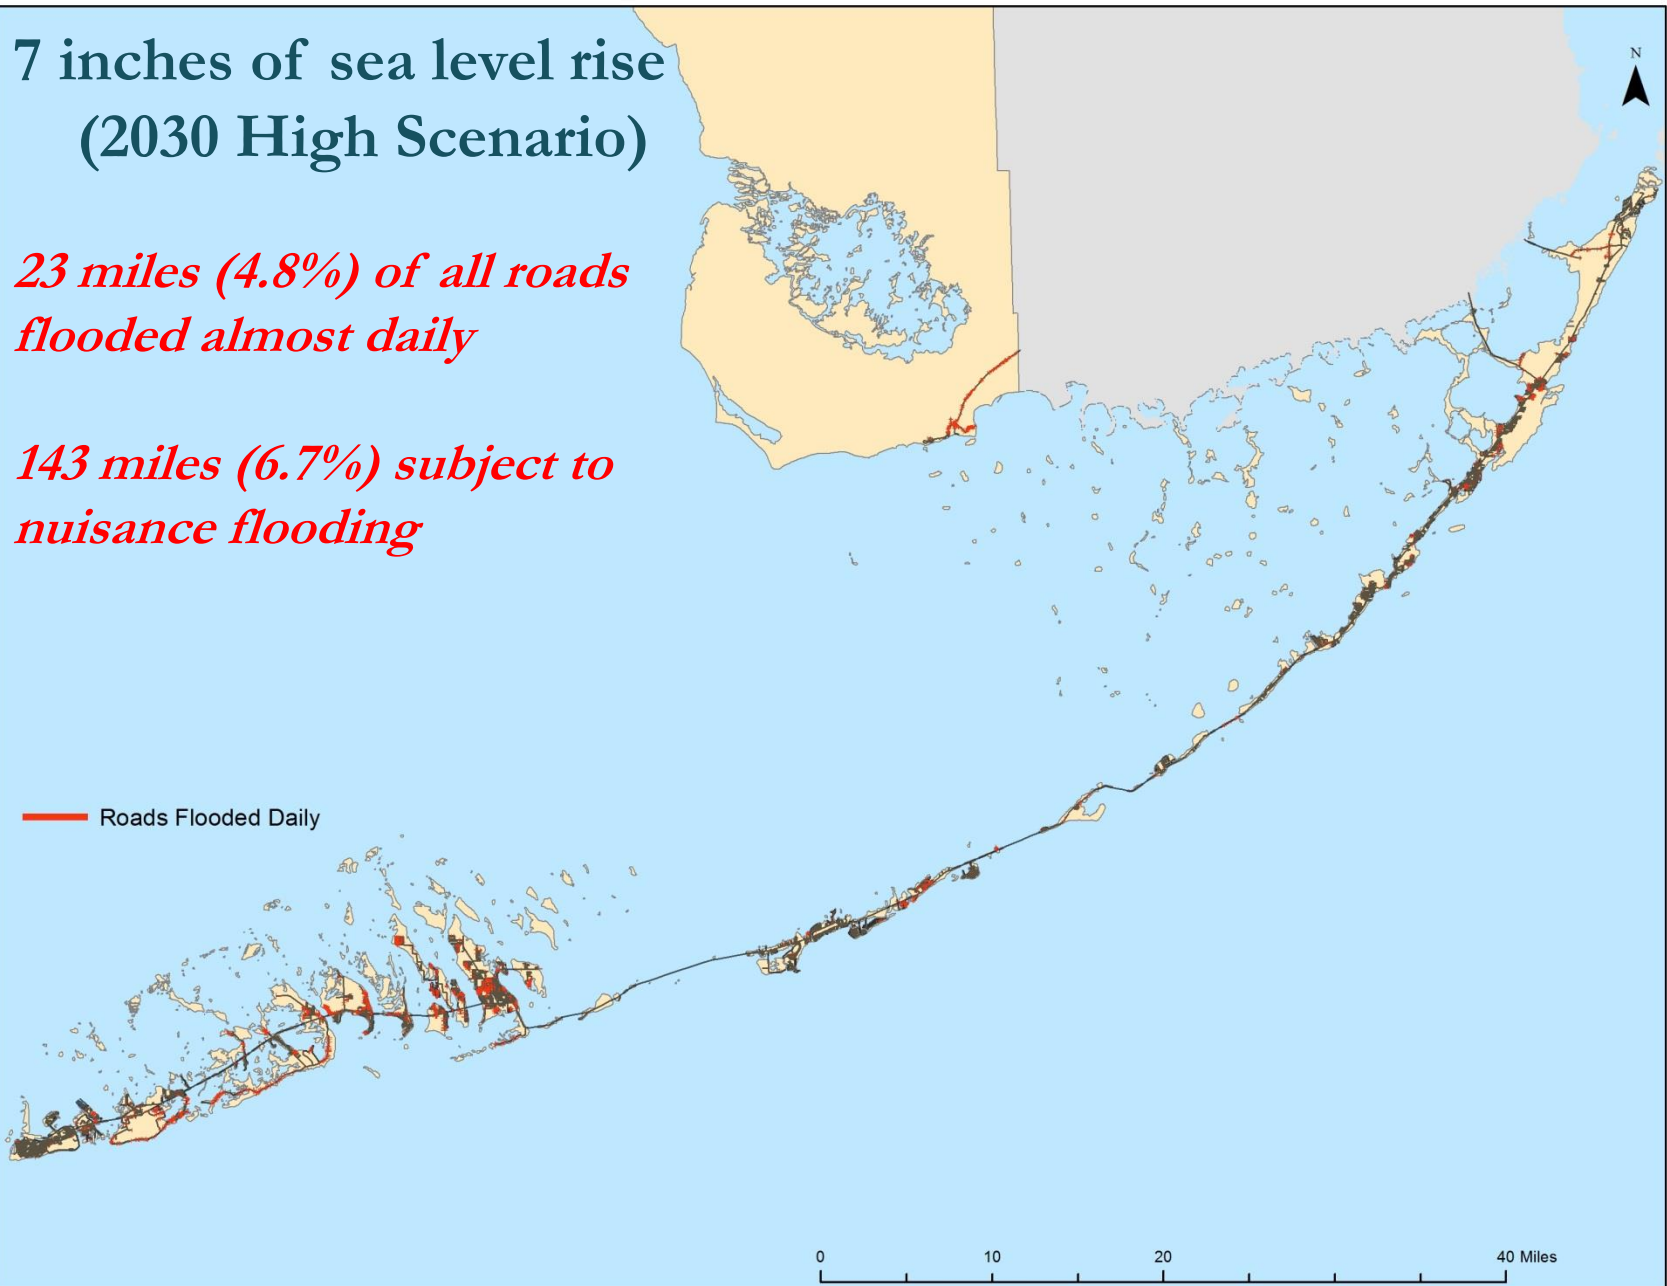 7 inches of sea level rise
(2030 High Scenario)
23 miles (4.8%) of all roads
flooded almost daily
143 miles (6.7%) subject to
nuisance flooding
N
Roads Flooded Daily
0 10 20 40 Miles